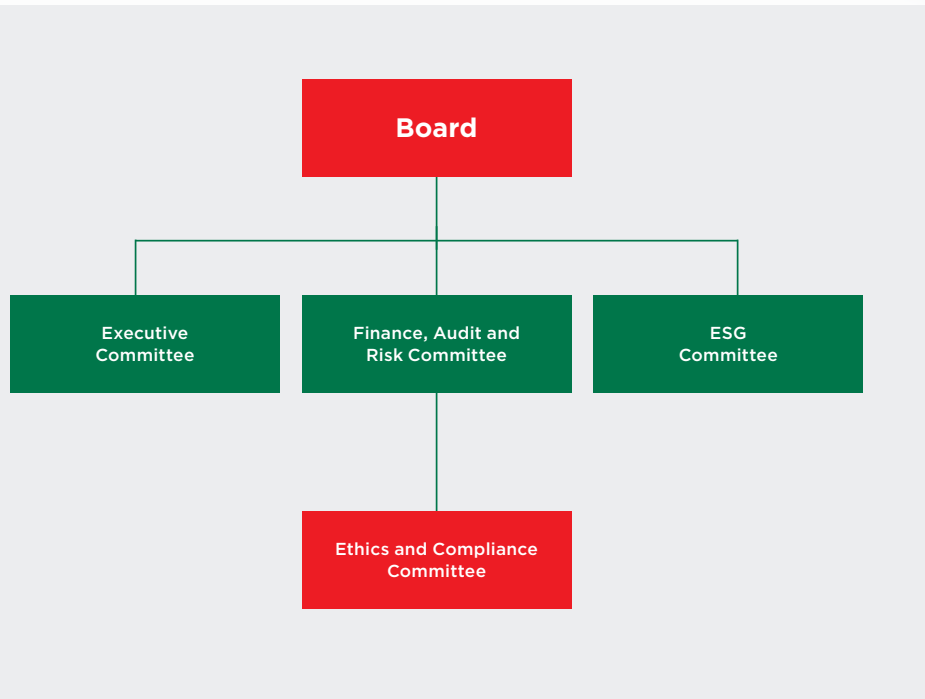 Board
Executive
Committee
Finance, Audit and
Risk Committee
ESG
Committee
Ethics and Compliance
Committee